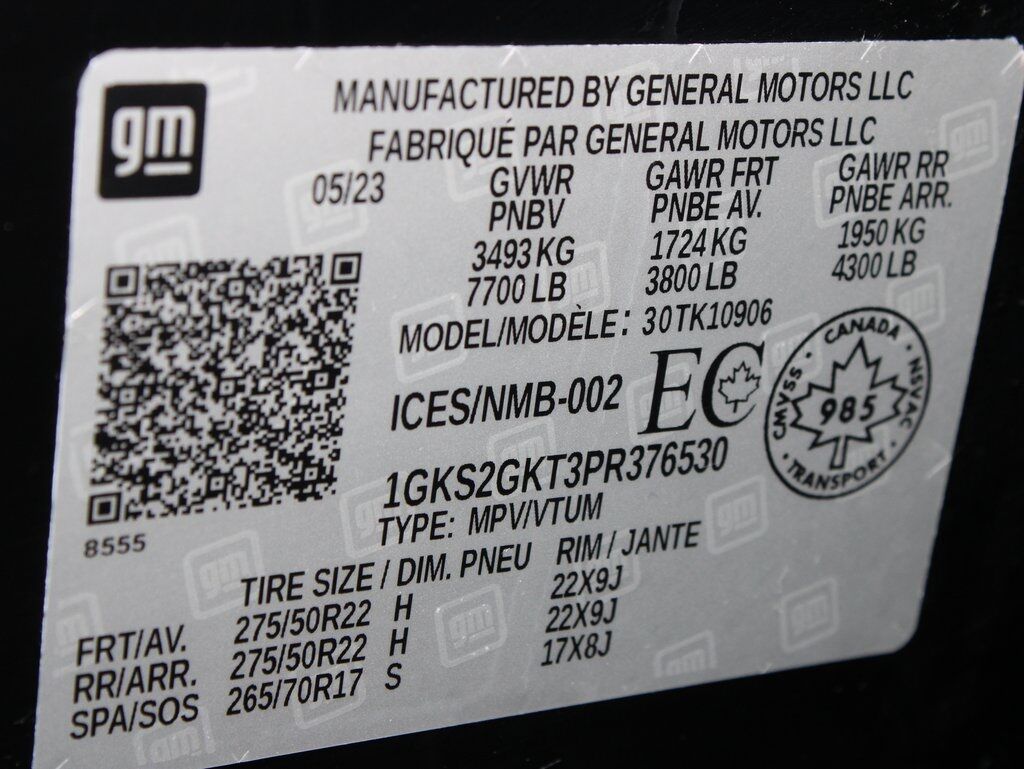 gm
MANUFACTURED BY GENERAL MOTORS LLC
FABRIQUÉ PAR GENERAL MOTORS LLC
05/23 GVWR GAWR FRT GAWR RR
PNBV PNBE AV. PNBE ARR.
3493 KG 1724 KG 1950 KG
7700 LB 3800 LB 4300 LB
MODEL/MODÈLE: 30TK10906
ICES/NMB-002 EC
CANADA
CMVSS 985 NSVAC
TRANSPORT
1GKS2GKT3PR376530
8555
TYPE: MPV/VTUM
TIRE SIZE / DIM. PNEU RIM / JANTE
FRT/AV. 275/50R22 H 22X9J
RR/ARR. 275/50R22 H 22X9J
SPA/SOS 265/70R17 S 17X8J